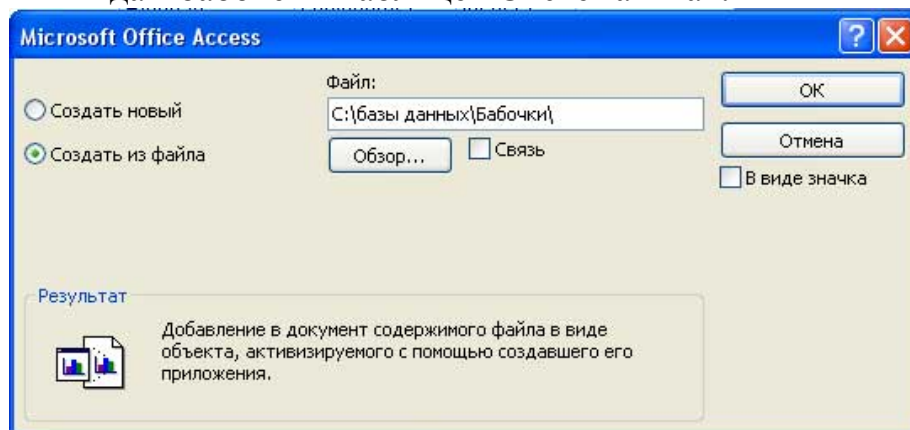 Microsoft Office Access
Файл:
Создать новый
C:\базы данных\Бабочки\
ОК
Создать из файла
Обзор...
Связь
Отмена
В виде значка
Результат
Добавление в документ содержимого файла в виде
объекта, активизируемого с помощью создавшего его
приложения.